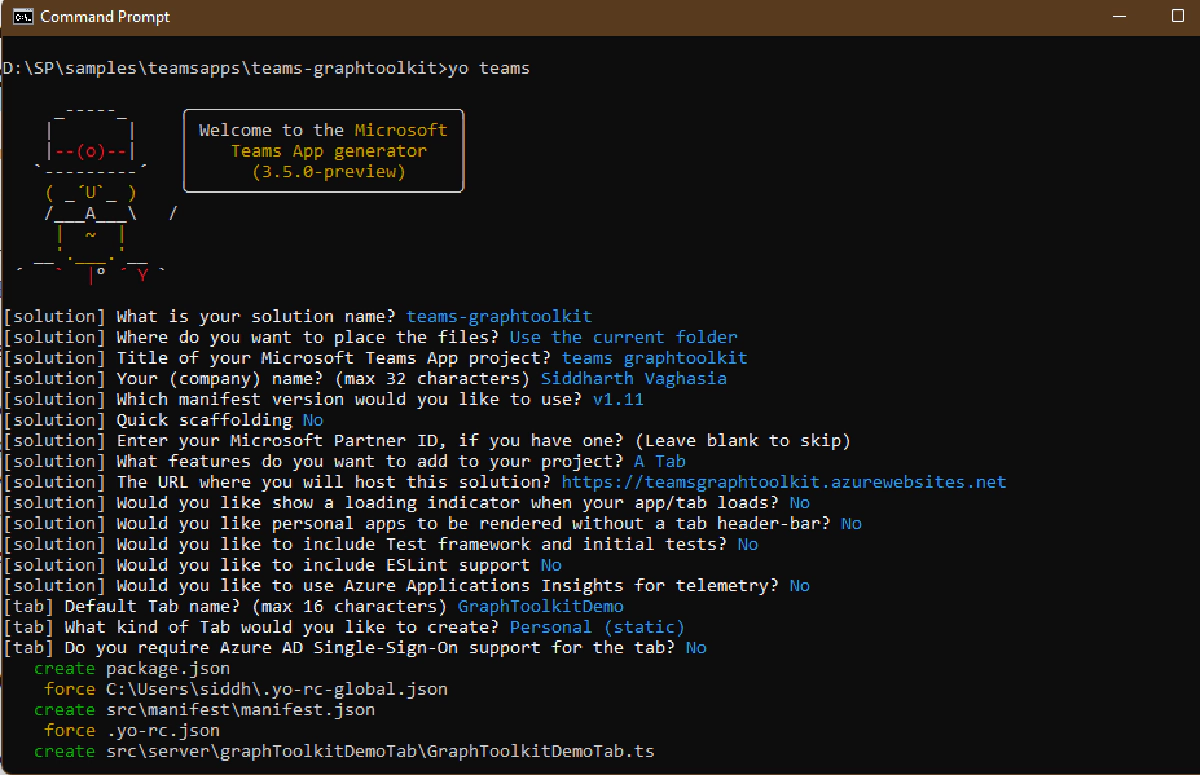 Command Prompt
D:\SP\samples\teamsapps\teams-graphtoolkit>yo teams
Welcome to the Microsoft
Teams App generator
(3.5.0-preview)
[solution] What is your solution name? teams-graphtoolkit
[solution] Where do you want to place the files? Use the current folder
[solution] Title of your Microsoft Teams App project? teams graphtoolkit
[solution] Your (company) name? (max 32 characters) Siddharth Vaghasia
[solution] Which manifest version would you like to use? v1.11
[solution] Quick scaffolding No
[solution] Enter your Microsoft Partner ID, if you have one? (Leave blank to skip)
[solution] What features do you want to add to your project? A Tab
[solution] The URL where you will host this solution? https://teamsgraphtoolkit.azurewebsites.net
[solution] Would you like show a loading indicator when your app/tab loads? No
[solution] Would you like personal apps to be rendered without a tab header-bar? No
[solution] Would you like to include Test framework and initial tests? No
[solution] Would you like to include ESLint support No
[solution] Would you like to use Azure Applications Insights for telemetry? No
[tab] Default Tab name? (max 16 characters) GraphToolkitDemo
[tab] What kind of Tab would you like to create? Personal (static)
[tab] Do you require Azure AD Single-Sign-On support for the tab? No
create package.json
force C:\Users\siddh\.yo-rc-global.json
create src\manifest\manifest.json
force .yo-rc.json
create src\server\graphToolkitDemoTab\GraphToolkitDemoTab.ts